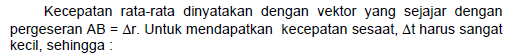 Kecepatan rata-rata dinyatakan dengan vektor yang sejajar dengan
pergeseran AB = Δr. Untuk mendapatkan kecepatan sesaat, Δt harus sangat
kecil, sehingga :